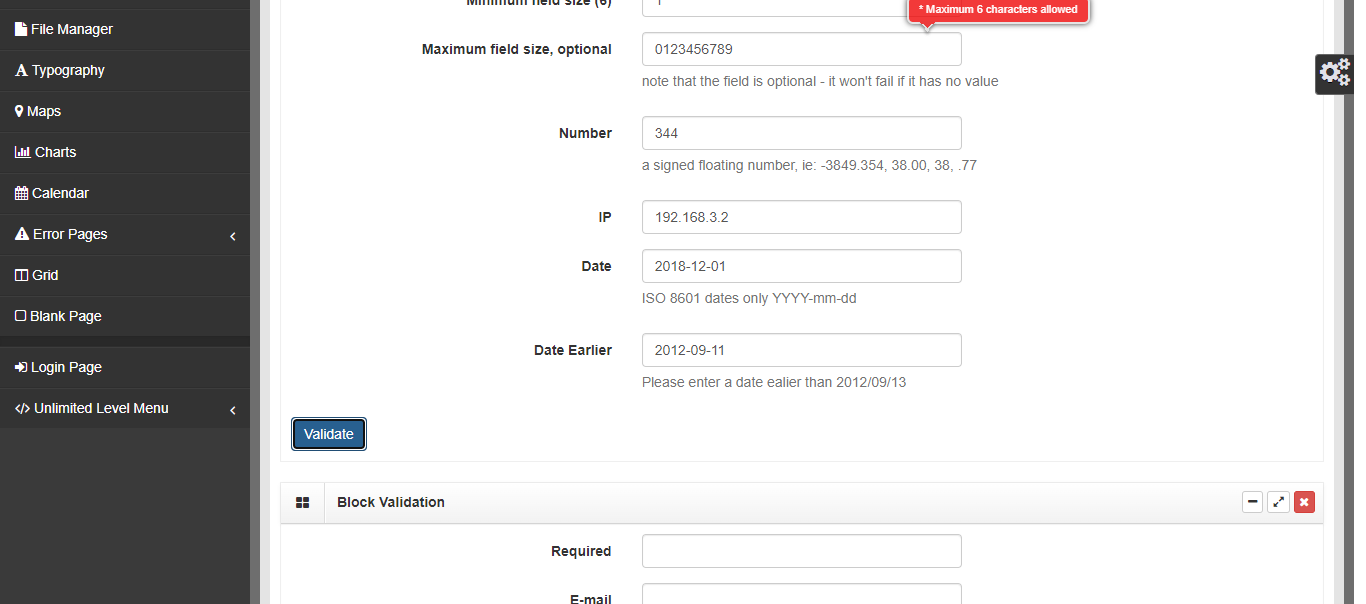 File Manager
Typography
Maps
Charts
Calendar
Error Pages
Grid
Blank Page
Login Page
Unlimited Level Menu
Minimum field size (6)
* Maximum 6 characters allowed
Maximum field size, optional
0123456789
note that the field is optional - it won't fail if it has no value
Number
344
a signed floating number, ie: -3849.354, 38.00, 38, .77
IP
192.168.3.2
Date
2018-12-01
ISO 8601 dates only YYYY-mm-dd
Date Earlier
2012-09-11
Please enter a date ealier than 2012/09/13
Validate
Block Validation
Required
E-mail